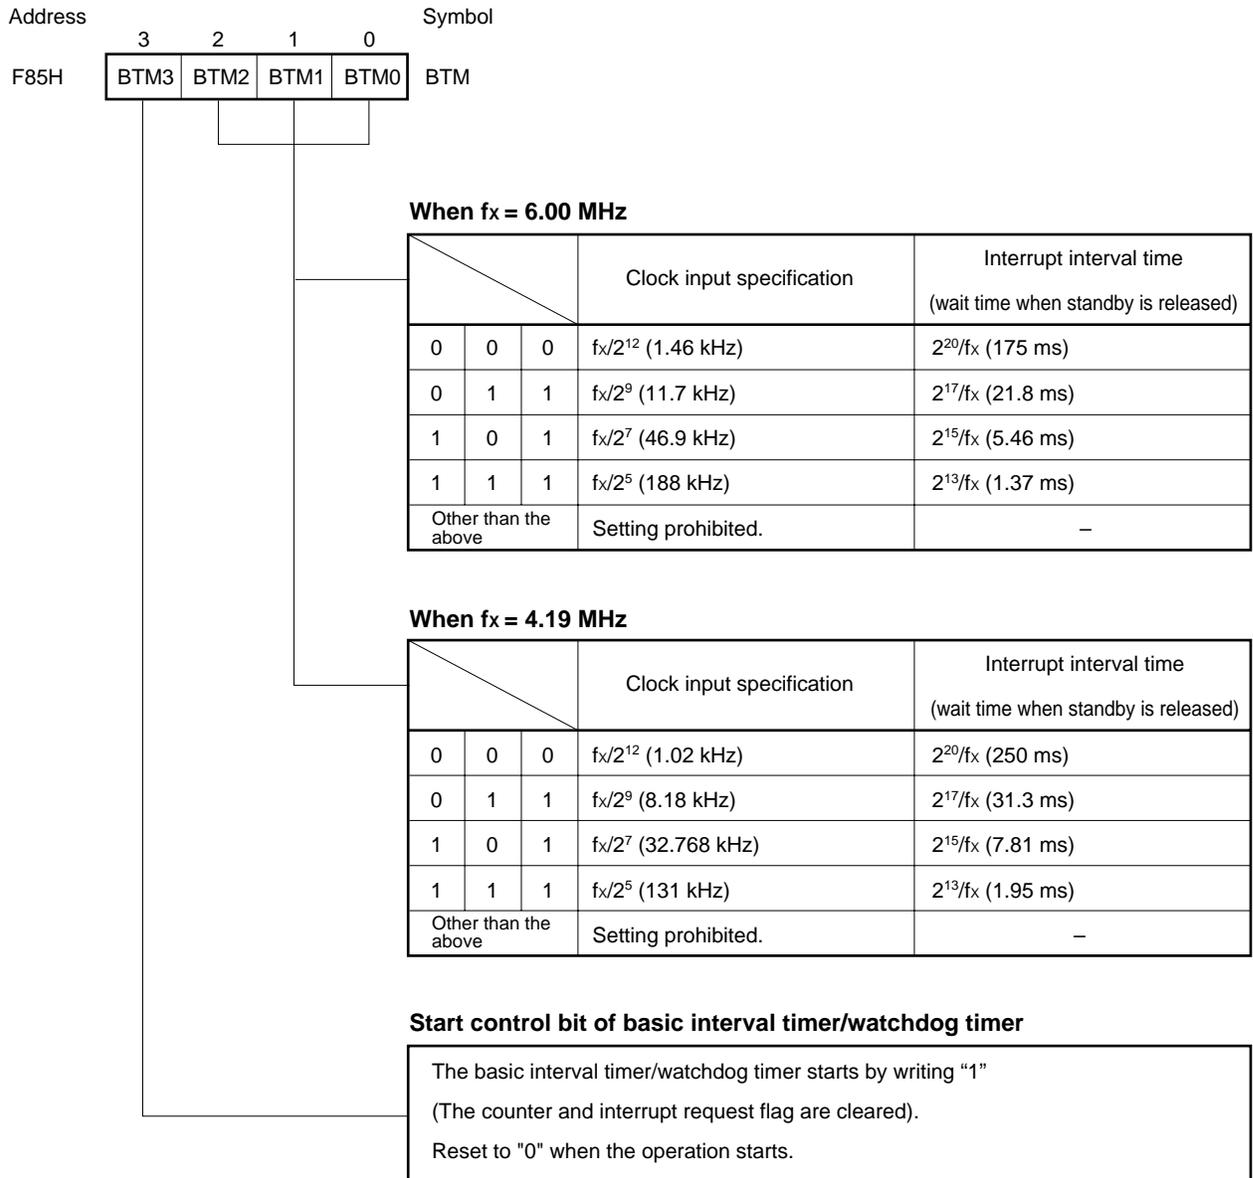 Address Symbol
3 2 1 0
F85H BTM3 BTM2 BTM1 BTM0 BTM
When fx = 6.00 MHz
Clock input specification Interrupt interval time
(wait time when standby is released)
0 0 0 fx/2¹² (1.46 kHz) 2²⁰/fx (175 ms)
0 1 1 fx/2⁹ (11.7 kHz) 2¹⁷/fx (21.8 ms)
1 0 1 fx/2⁷ (46.9 kHz) 2¹⁵/fx (5.46 ms)
1 1 1 fx/2⁵ (188 kHz) 2¹³/fx (1.37 ms)
Other than the
above Setting prohibited. –
When fx = 4.19 MHz
Clock input specification Interrupt interval time
(wait time when standby is released)
0 0 0 fx/2¹² (1.02 kHz) 2²⁰/fx (250 ms)
0 1 1 fx/2⁹ (8.18 kHz) 2¹⁷/fx (31.3 ms)
1 0 1 fx/2⁷ (32.768 kHz) 2¹⁵/fx (7.81 ms)
1 1 1 fx/2⁵ (131 kHz) 2¹³/fx (1.95 ms)
Other than the
above Setting prohibited. –
Start control bit of basic interval timer/watchdog timer
The basic interval timer/watchdog timer starts by writing “1”
(The counter and interrupt request flag are cleared).
Reset to "0" when the operation starts.